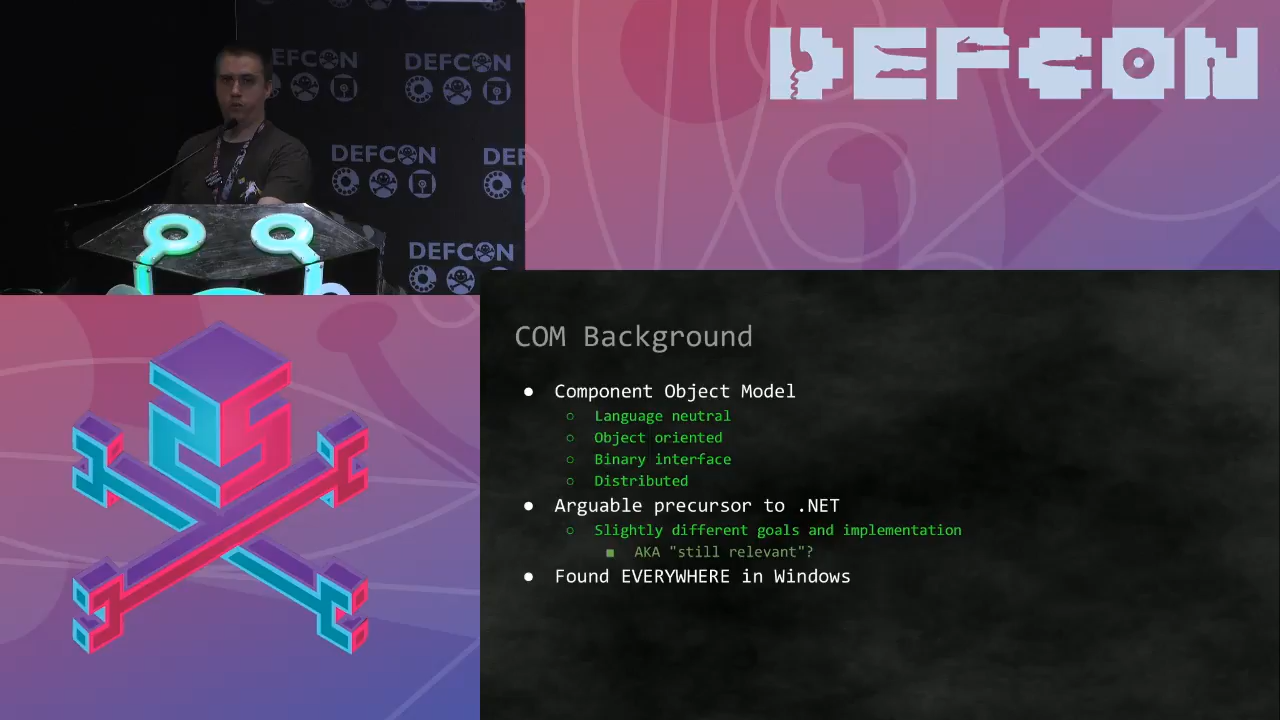 DEFCON
DEFCON
DEFCON
DEFCON
DEF
DEFCON
COM Background
● Component Object Model
○ Language neutral
○ Object oriented
○ Binary interface
○ Distributed
● Arguable precursor to .NET
○ Slightly different goals and implementation
■ AKA "still relevant"?
● Found EVERYWHERE in Windows